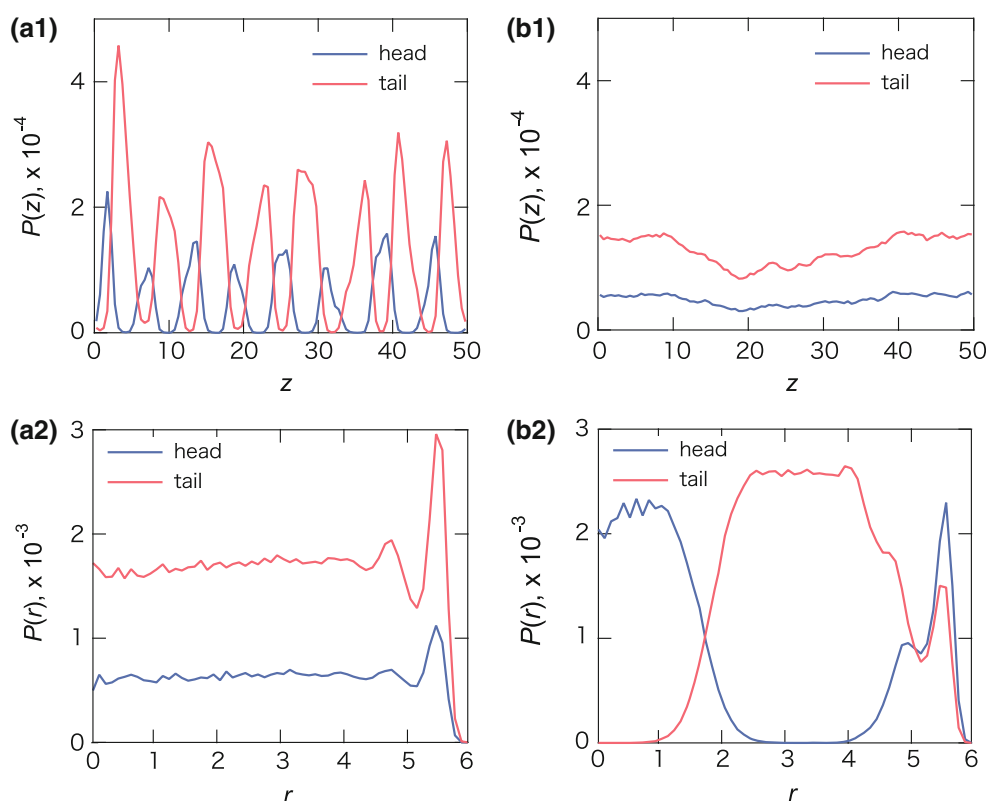 (a1)
head
tail
P(z), x 10⁻⁴
4
2
0
0 10 20 30 40 50
z
(b1)
head
tail
P(z), x 10⁻⁴
4
2
0
0 10 20 30 40 50
z
(a2)
head
tail
P(r), x 10⁻³
3
2
1
0
0 1 2 3 4 5 6
r
(b2)
head
tail
P(r), x 10⁻³
3
2
1
0
0 1 2 3 4 5 6
r